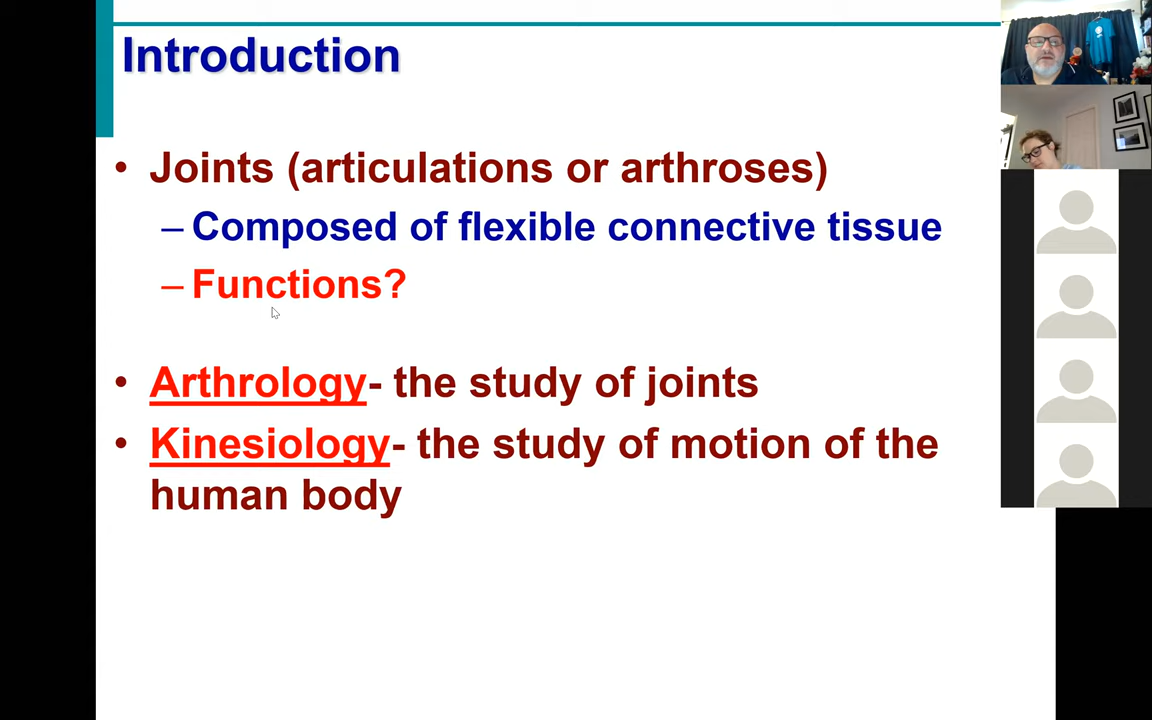 Introduction
• Joints (articulations or arthroses)
– Composed of flexible connective tissue
– Functions?
• Arthrology- the study of joints
• Kinesiology- the study of motion of the
human body